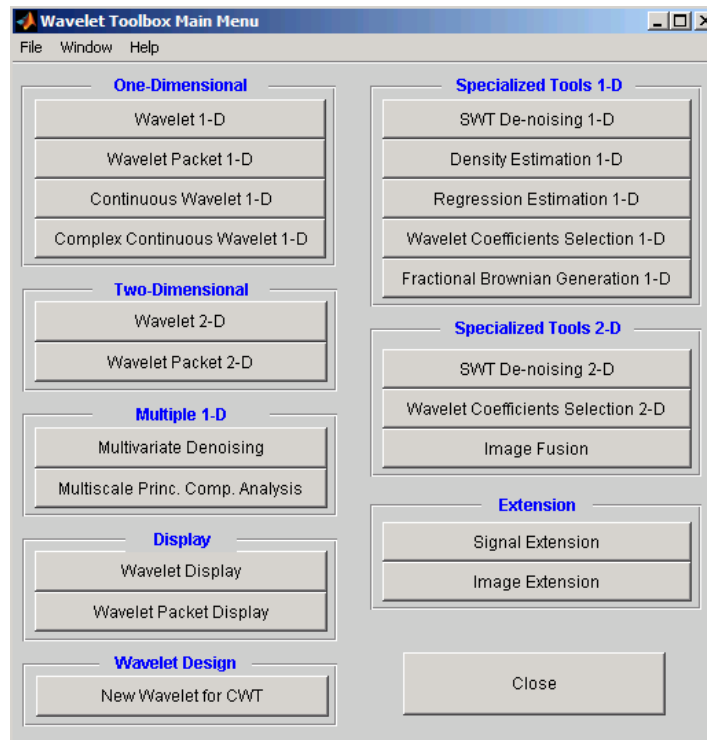 Wavelet Toolbox Main Menu
File Window Help
One-Dimensional
Wavelet 1-D
Wavelet Packet 1-D
Continuous Wavelet 1-D
Complex Continuous Wavelet 1-D
Two-Dimensional
Wavelet 2-D
Wavelet Packet 2-D
Multiple 1-D
Multivariate Denoising
Multiscale Princ. Comp. Analysis
Display
Wavelet Display
Wavelet Packet Display
Wavelet Design
New Wavelet for CWT
Specialized Tools 1-D
SWT De-noising 1-D
Density Estimation 1-D
Regression Estimation 1-D
Wavelet Coefficients Selection 1-D
Fractional Brownian Generation 1-D
Specialized Tools 2-D
SWT De-noising 2-D
Wavelet Coefficients Selection 2-D
Image Fusion
Extension
Signal Extension
Image Extension
Close